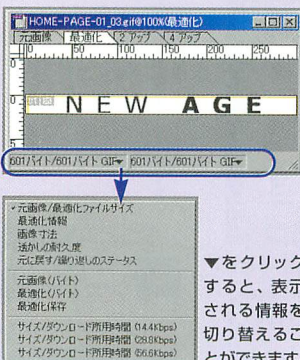 HOME-PAGE-01_03.gif@100%(最適化)
元画像 最適化 2 アップ 4 アップ
0 50 100 150 200 250
0
0
5
NEW AGE
601バイト/601バイト GIF▼ 601バイト/601バイト GIF▼
✓元画像/最適化ファイルサイズ
最適化情報
画像寸法
透かしの耐久度
元に戻す/繰り返しのステータス
元画像(バイト)
最適化(バイト)
最適化保存
サイズ/ダウンロード所用時間 (14.4Kbps)
サイズ/ダウンロード所用時間 (28.8Kbps)
サイズ/ダウンロード所用時間 (56.6Kbps)
▼をクリック
すると、表示
される情報を
切り替えるこ
とができます